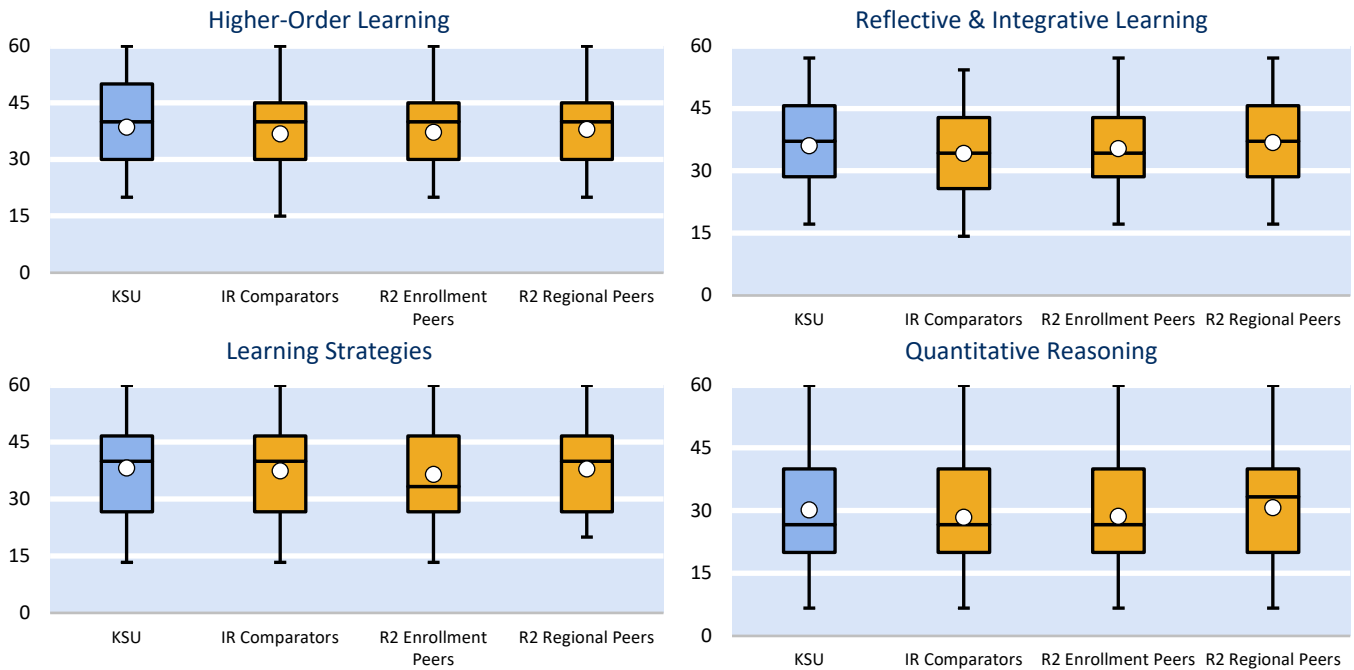 Higher-Order Learning
60
45
30
15
0
KSU
IR Comparators
R2 Enrollment
Peers
R2 Regional Peers
Reflective & Integrative Learning
60
45
30
15
0
KSU
IR Comparators
R2 Enrollment Peers
R2 Regional Peers
Learning Strategies
60
45
30
15
0
KSU
IR Comparators
R2 Enrollment
Peers
R2 Regional Peers
Quantitative Reasoning
60
45
30
15
0
KSU
IR Comparators
R2 Enrollment Peers
R2 Regional Peers